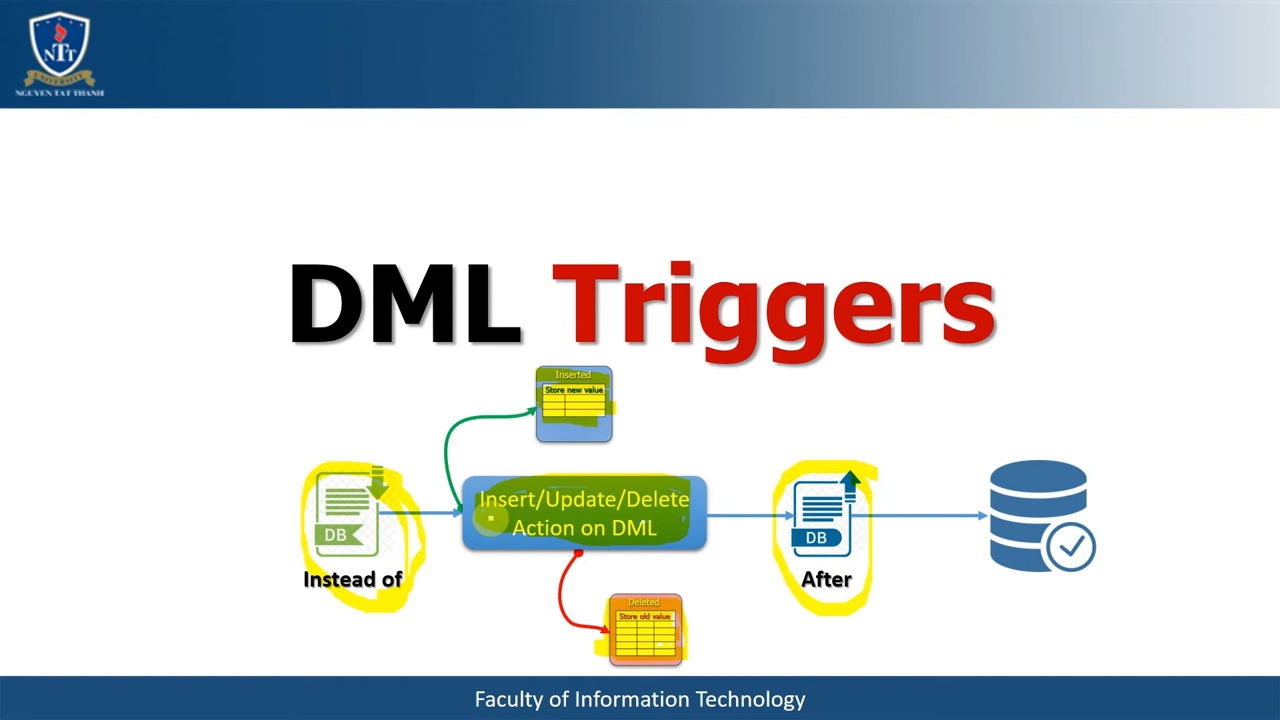 NTT
UNIVERSITY
NGUYEN TAT THANH
DML Triggers
Inserted
Store new value
Insert/Update/Delete
Action on DML
DB
Instead of
DB
After
Deleted
Store old value
Faculty of Information Technology